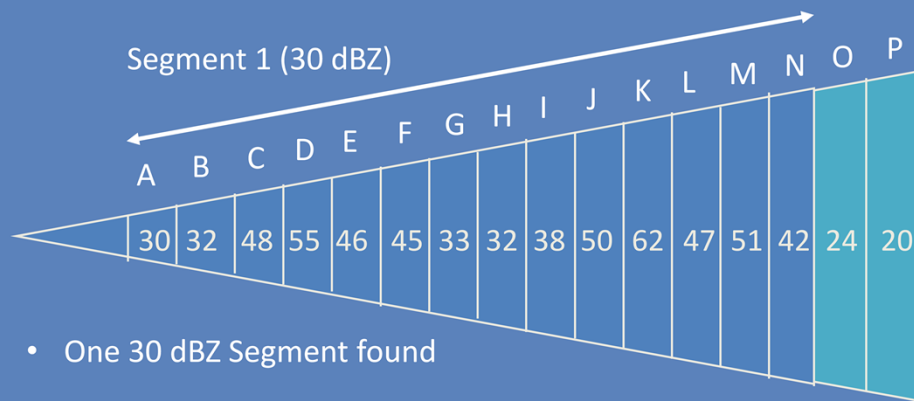 Segment 1 (30 dBZ)
A B C D E F G H I J K L M N O P
30 32 48 55 46 45 33 32 38 50 62 47 51 42 24 20
• One 30 dBZ Segment found